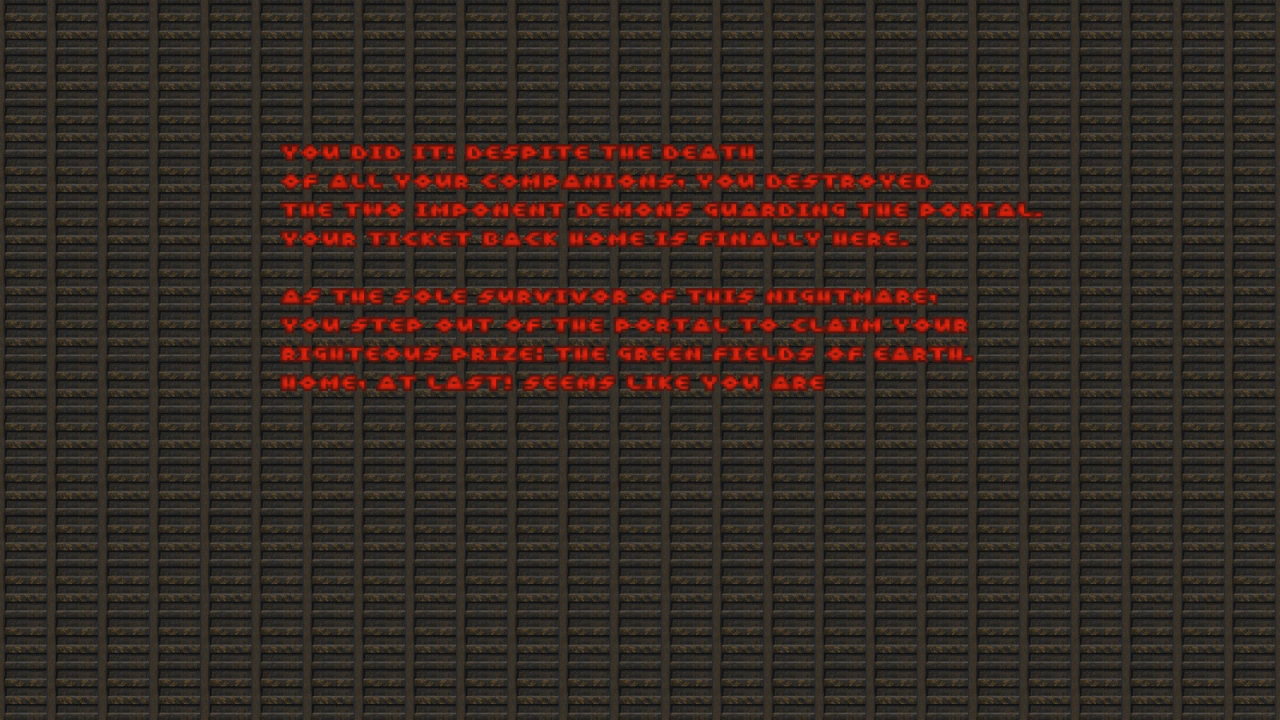 YOU DID IT! DESPITE THE DEATH
OF ALL YOUR COMPANIONS, YOU DESTROYED
THE TWO IMPONENT DEMONS GUARDING THE PORTAL.
YOUR TICKET BACK HOME IS FINALLY HERE.
AS THE SOLE SURVIVOR OF THIS NIGHTMARE,
YOU STEP OUT OF THE PORTAL TO CLAIM YOUR
RIGHTEOUS PRIZE: THE GREEN FIELDS OF EARTH.
HOME, AT LAST! SEEMS LIKE YOU ARE